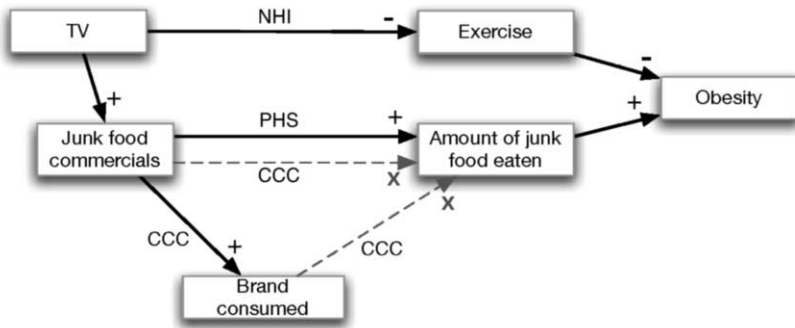 TV
NHI
-
Exercise
-
Obesity
+
+
Junk food
commercials
PHS
+
Amount of junk
food eaten
CCC
X
X
CCC
+
CCC
Brand
consumed